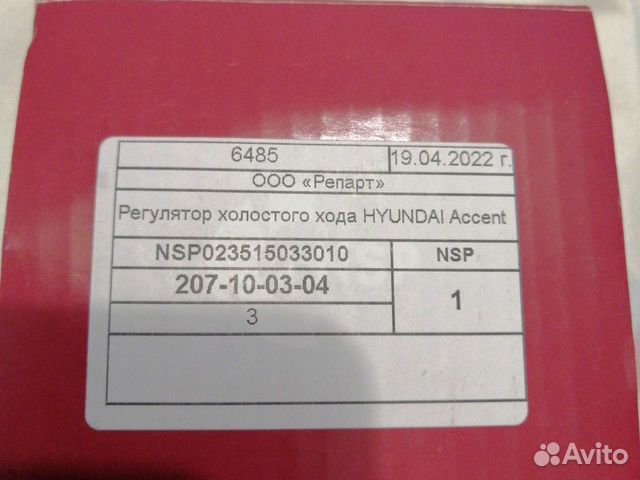 6485 19.04.2022 г.
ООО «Репарт»
Регулятор холостого хода HYUNDAI Accent
NSP023515033010 NSP
207-10-03-04 1
3
Avito